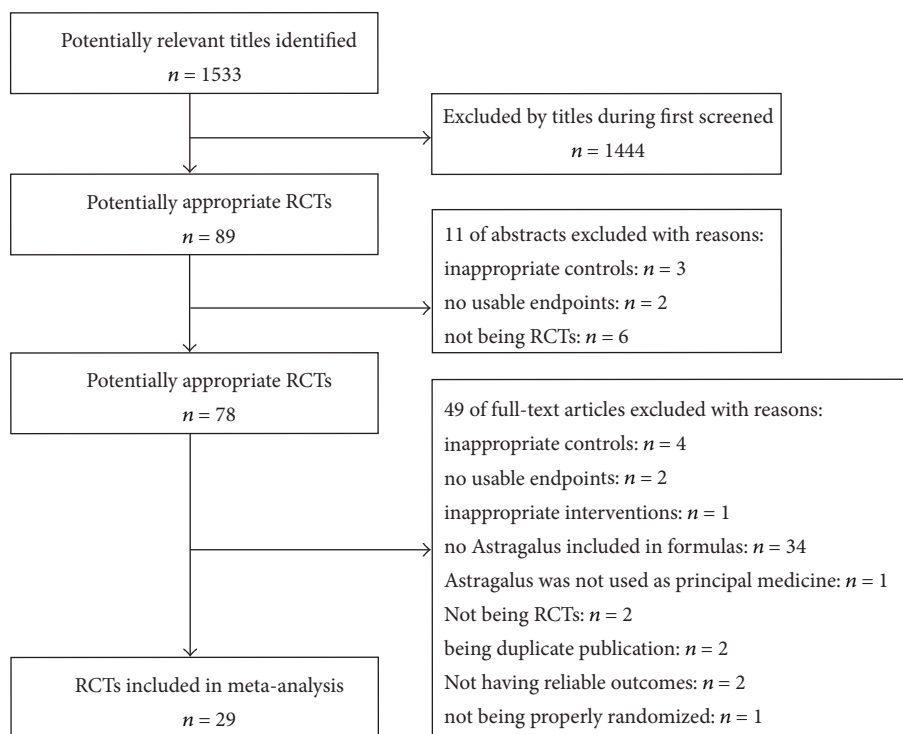 Potentially relevant titles identified
n = 1533
Excluded by titles during first screened
n = 1444
Potentially appropriate RCTs
n = 89
11 of abstracts excluded with reasons:
inappropriate controls: n = 3
no usable endpoints: n = 2
not being RCTs: n = 6
Potentially appropriate RCTs
n = 78
49 of full-text articles excluded with reasons:
inappropriate controls: n = 4
no usable endpoints: n = 2
inappropriate interventions: n = 1
no Astragalus included in formulas: n = 34
Astragalus was not used as principal medicine: n = 1
Not being RCTs: n = 2
being duplicate publication: n = 2
Not having reliable outcomes: n = 2
not being properly randomized: n = 1
RCTs included in meta-analysis
n = 29